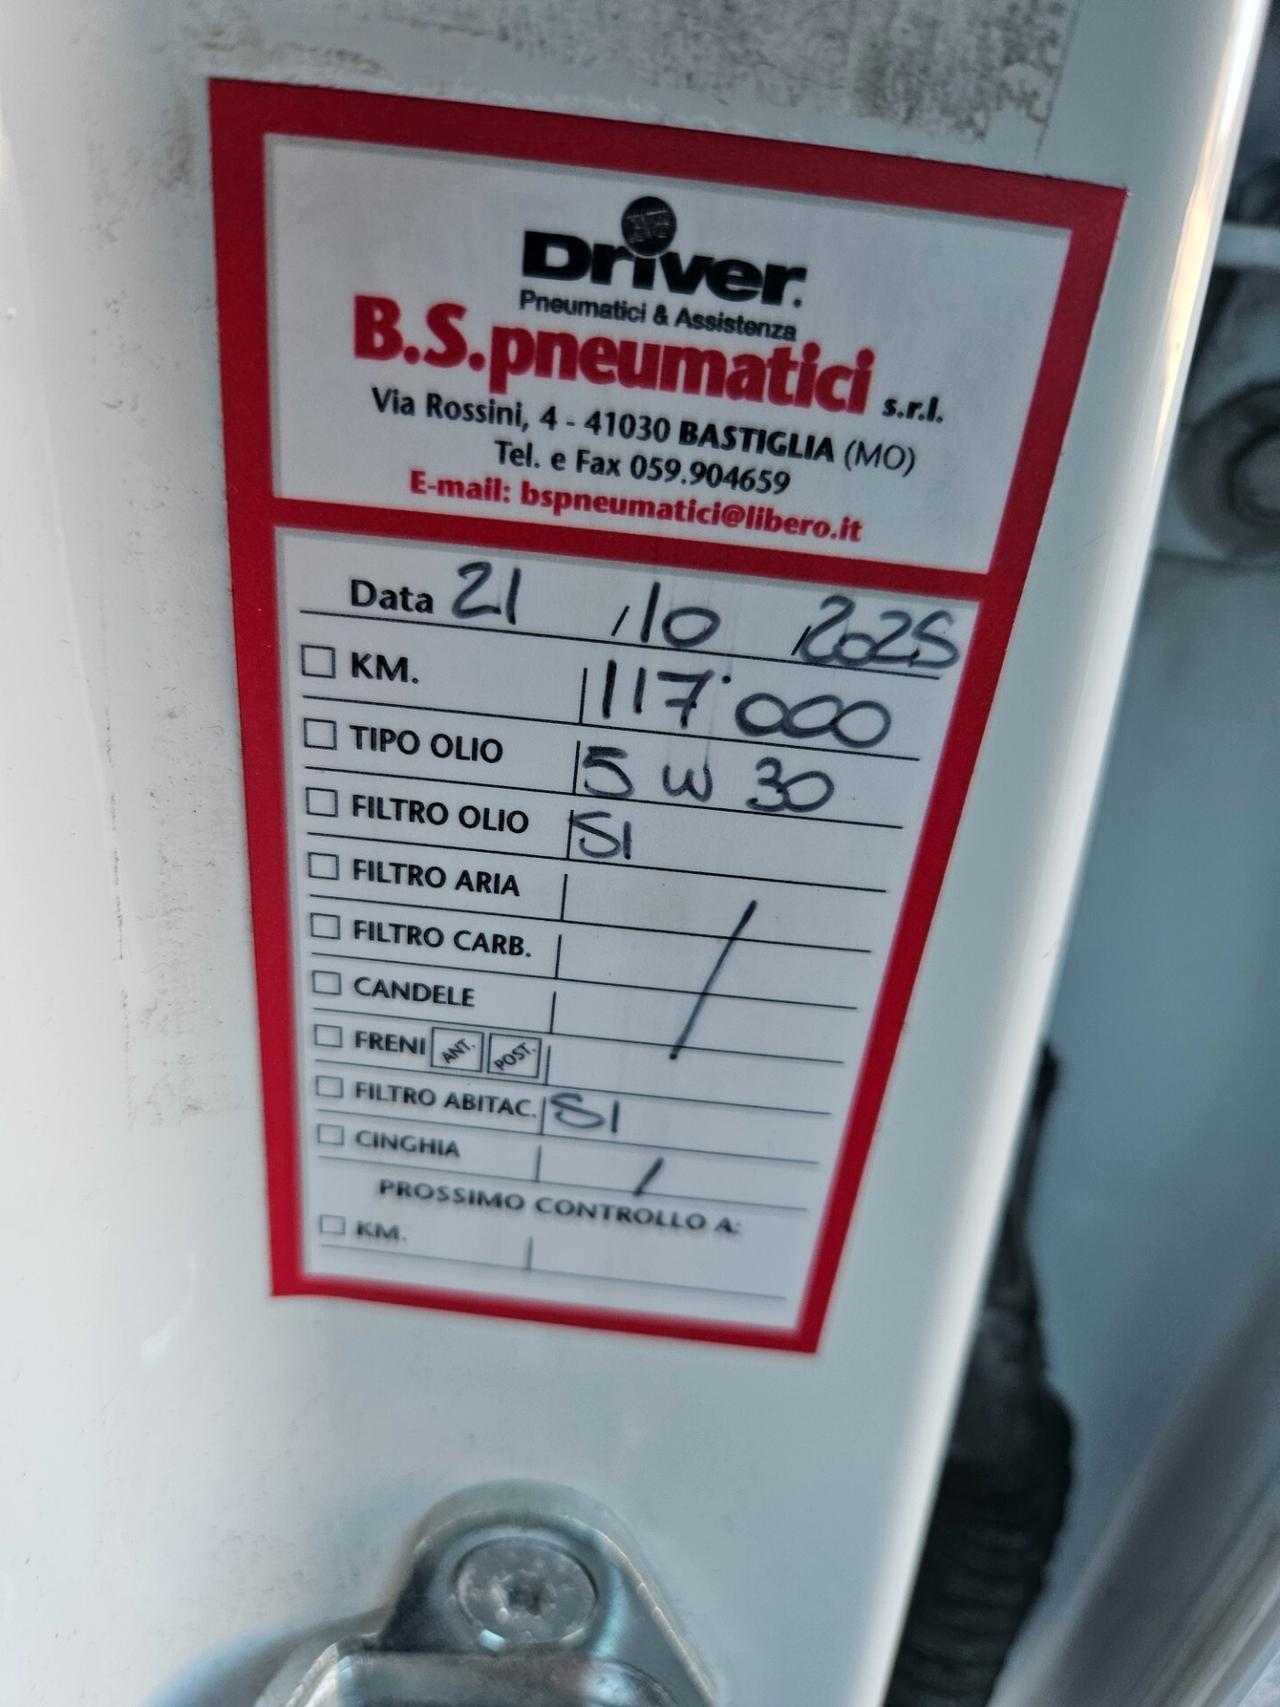 Driver.
Pneumatici & Assistenza
B.S.pneumatici s.r.l.
Via Rossini, 4 - 41030 BASTIGLIA (MO)
Tel. e Fax 059.904659
E-mail: bspneumatici@libero.it
Data 21 / 10 / 2025
KM. 117.000
TIPO OLIO 5 W 30
FILTRO OLIO SI
FILTRO ARIA /
FILTRO CARB.
CANDELE
FRENI ANT. POST.
FILTRO ABITAC. SI
CINGHIA /
PROSSIMO CONTROLLO A:
KM.